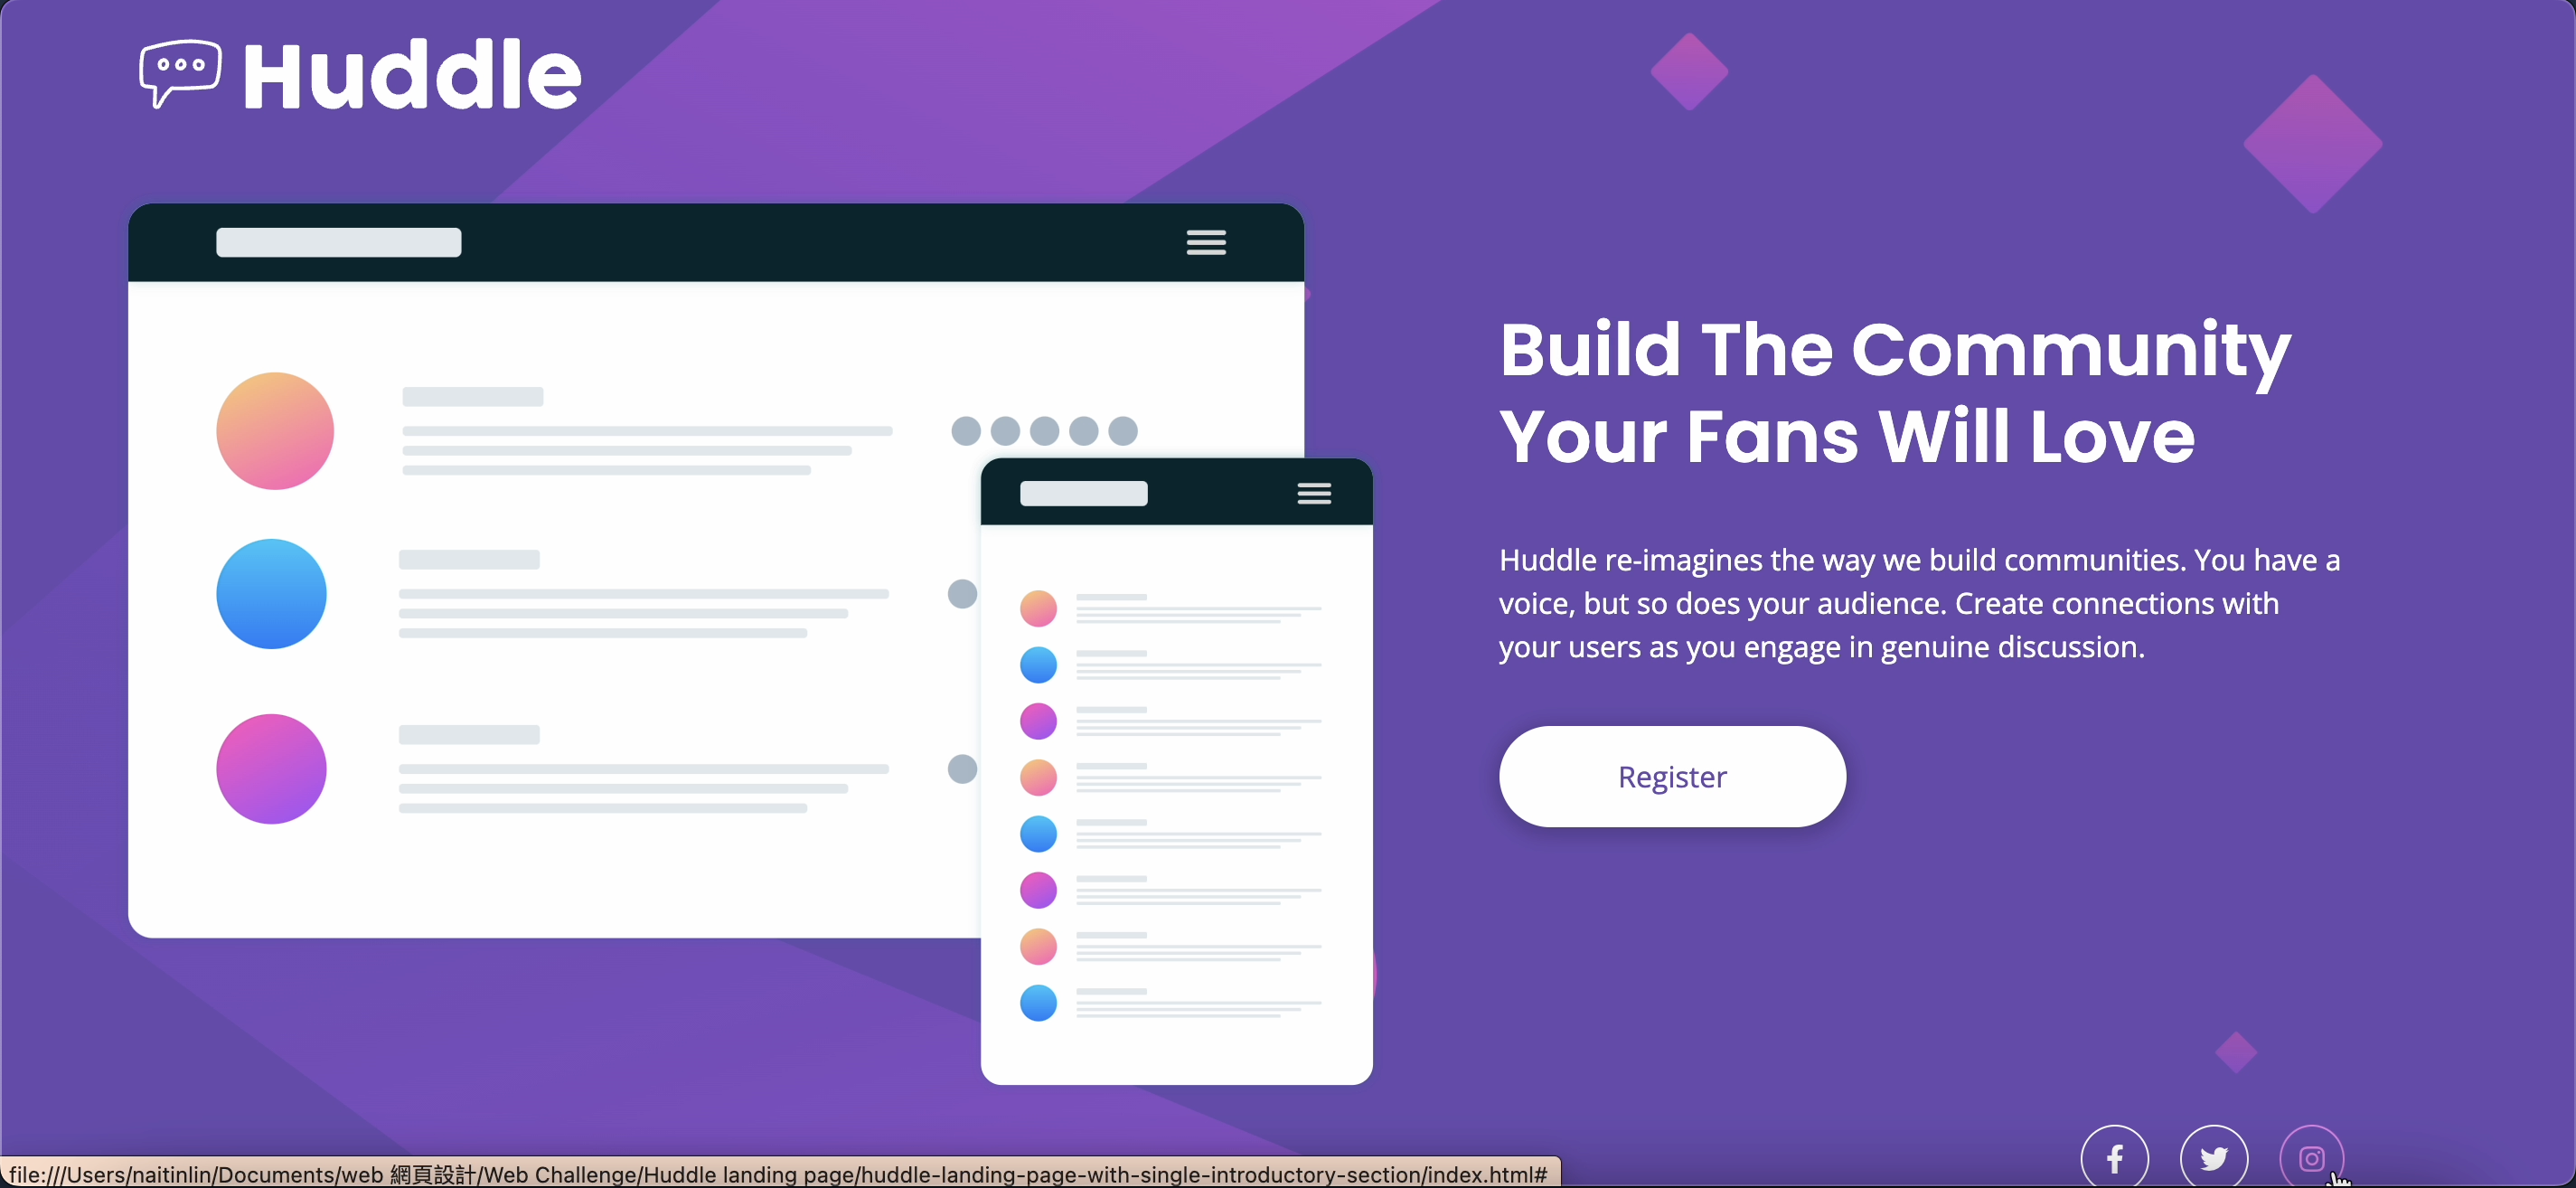 Huddle
Build The Community
Your Fans Will Love
Huddle re-imagines the way we build communities. You have a
voice, but so does your audience. Create connections with
your users as you engage in genuine discussion.
Register
file:///Users/naitinlin/Documents/web 網頁設計/Web Challenge/Huddle landing page/huddle-landing-page-with-single-introductory-section/index.html#